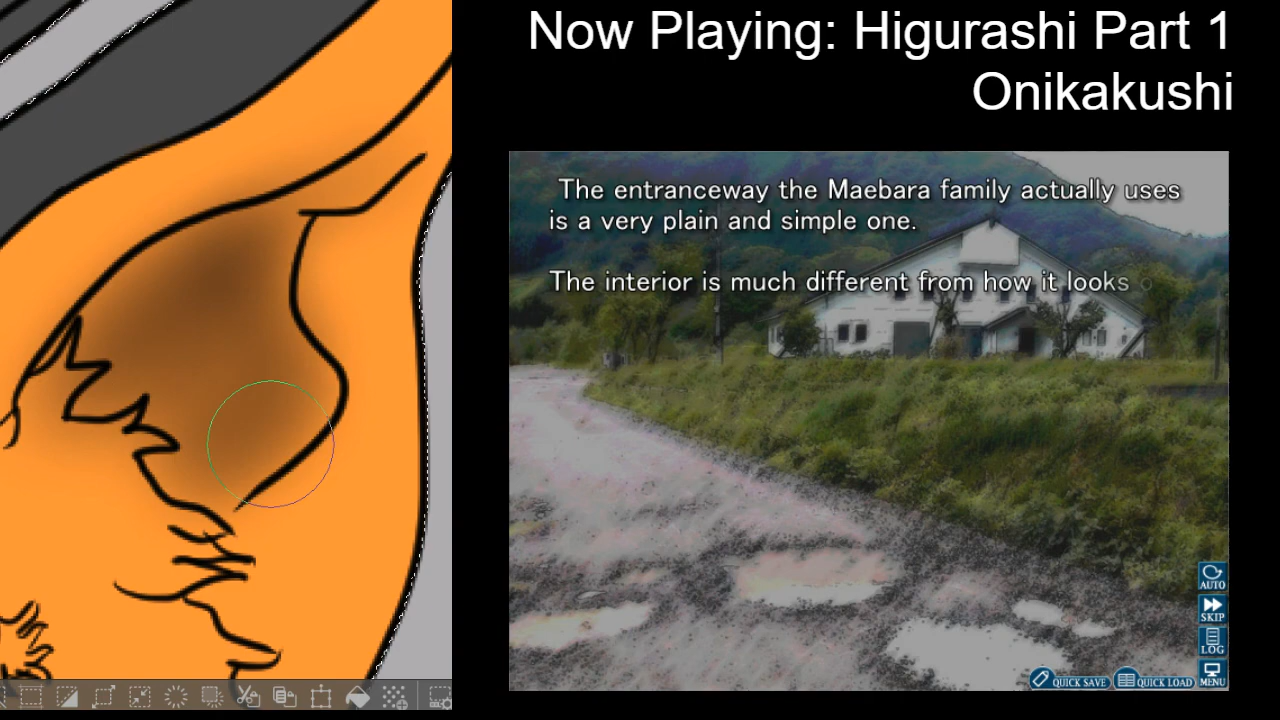 Now Playing: Higurashi Part 1
Onikakushi
The entranceway the Maebara family actually uses
is a very plain and simple one.
The interior is much different from how it looks o
AUTO
SKIP
LOG
MENU
QUICK SAVE
QUICK LOAD